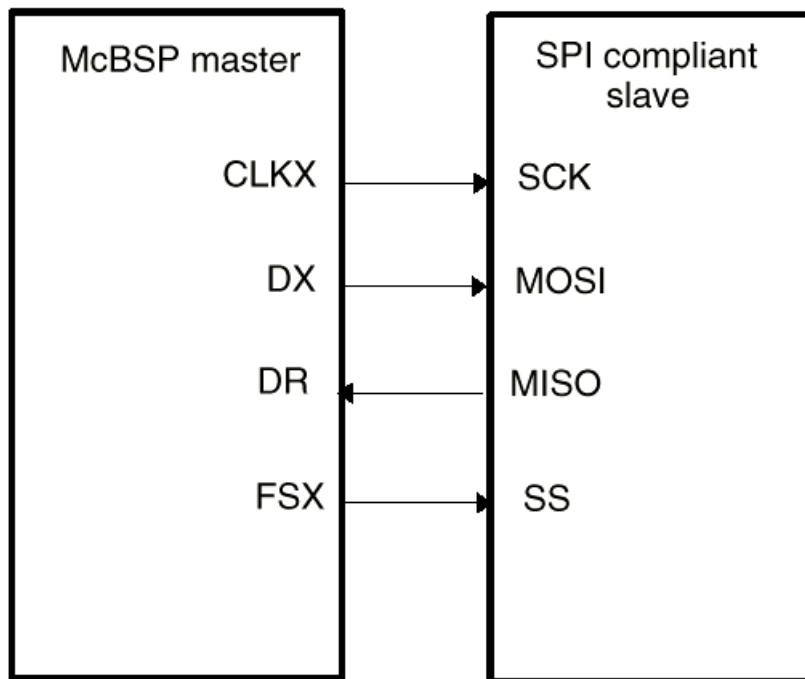 McBSP master
SPI compliant
slave
CLKX
SCK
DX
MOSI
DR
MISO
FSX
SS